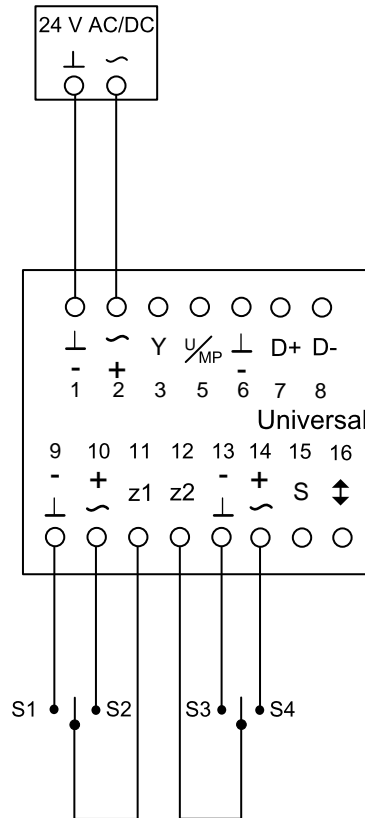 24 V AC/DC
⊥ ~
⊥ ~ Y U/MP ⊥ D+ D-
- + -
1 2 3 5 6 7 8
Universal
9 10 11 12 13 14 15 16
- + z1 z2 - + S ↕
⊥ ~ ⊥ ~
S1 S2 S3 S4